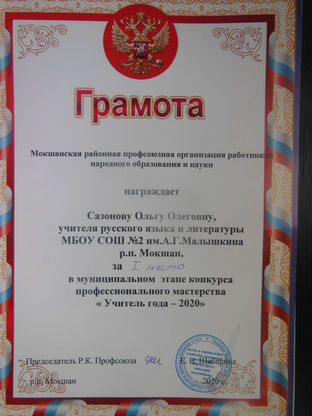 Грамота
Мокшанская районная профсоюзная организация работников
народного образования и науки
награждает
Сазонову Ольгу Олеговну,
учителя русского языка и литературы
МБОУ СОШ №2 им.А.Г.Малышкина
р.п. Мокшан,
за I место
в муниципальном этапе конкурса
профессионального мастерства
« Учитель года – 2020»
Председатель Р.К. Профсоюза Е. В. Шабарина
р.п. Мокшан 2020 г.